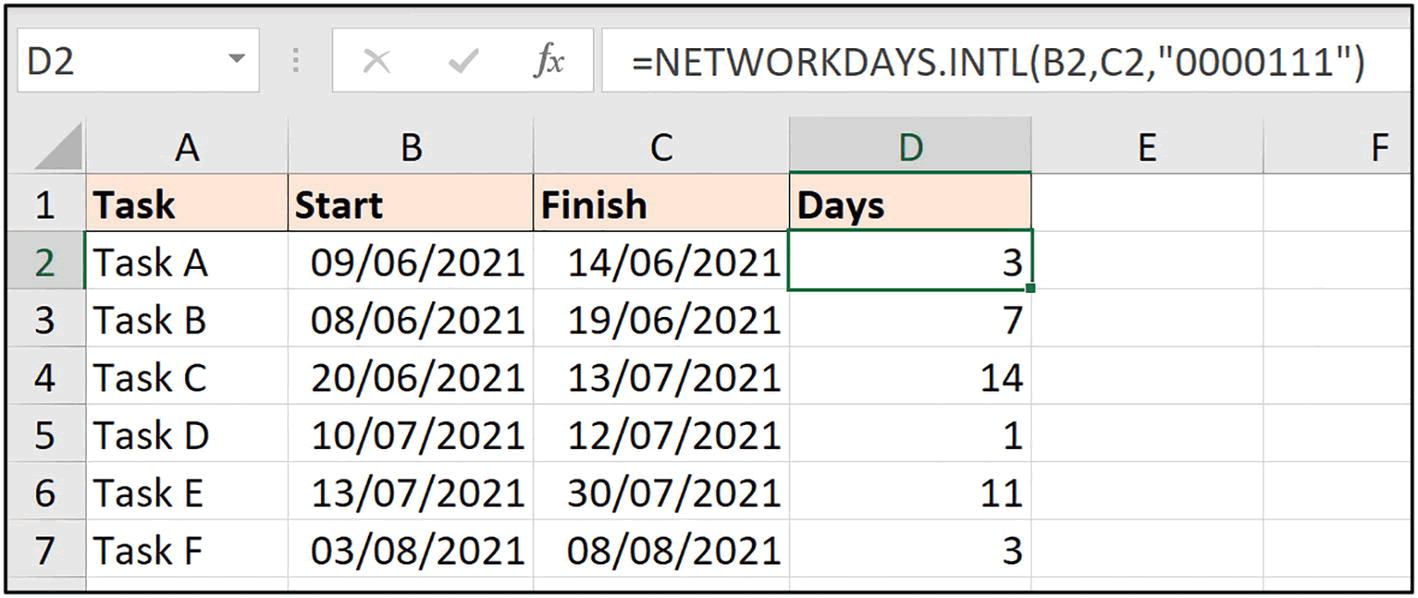 D2 fx =NETWORKDAYS.INTL(B2,C2,"0000111")
A B C D E F
1 Task Start Finish Days
2 Task A 09/06/2021 14/06/2021 3
3 Task B 08/06/2021 19/06/2021 7
4 Task C 20/06/2021 13/07/2021 14
5 Task D 10/07/2021 12/07/2021 1
6 Task E 13/07/2021 30/07/2021 11
7 Task F 03/08/2021 08/08/2021 3